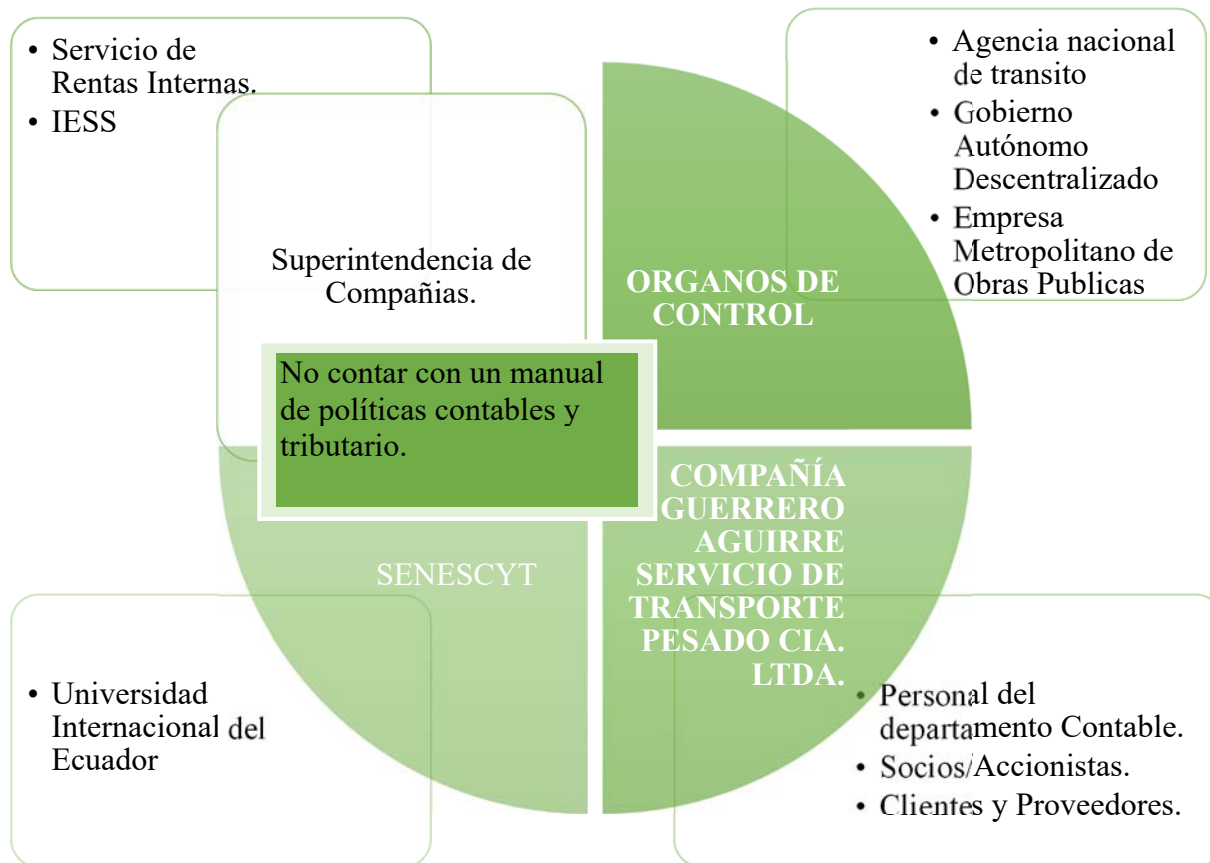 • Servicio de
Rentas Internas.
• IESS
Superintendencia de
Compañias.
• Agencia nacional
de transito
• Gobierno
Autónomo
Descentralizado
• Empresa
Metropolitano de
Obras Publicas
ORGANOS DE
CONTROL
No contar con un manual
de políticas contables y
tributario.
SENESCYT
COMPAÑÍA
GUERRERO
AGUIRRE
SERVICIO DE
TRANSPORTE
PESADO CIA.
LTDA.
• Universidad
Internacional del
Ecuador
• Personal del
departamento Contable.
• Socios/Accionistas.
• Clientes y Proveedores.